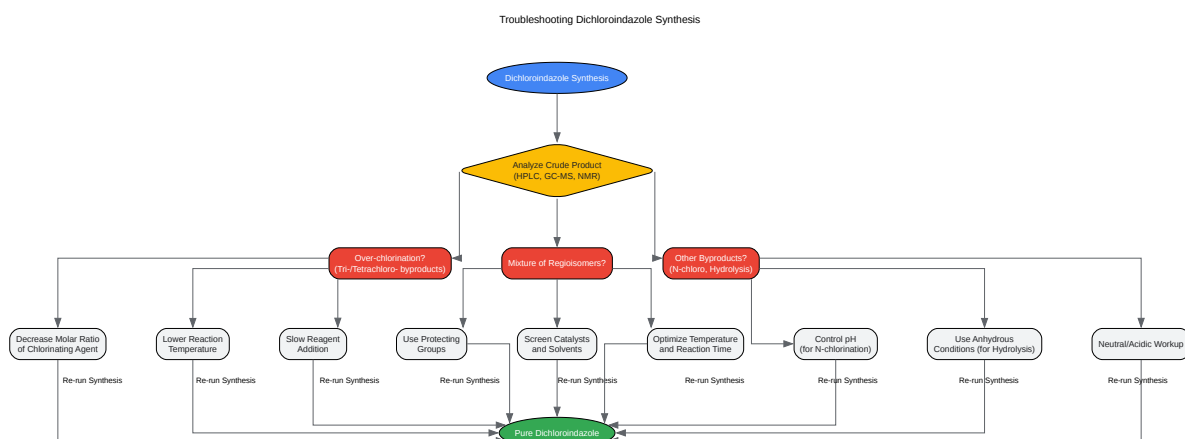 Troubleshooting Dichloroindazole Synthesis
Dichloroindazole Synthesis
Analyze Crude Product
(HPLC, GC-MS, NMR)
Over-chlorination?
(Tri-/Tetrachloro- byproducts)
Mixture of Regioisomers?
Other Byproducts?
(N-chloro, Hydrolysis)
Decrease Molar Ratio
of Chlorinating Agent
Lower Reaction
Temperature
Slow Reagent
Addition
Use Protecting
Groups
Screen Catalysts
and Solvents
Optimize Temperature
and Reaction Time
Control pH
(for N-chlorination)
Use Anhydrous
Conditions (for Hydrolysis)
Neutral/Acidic Workup
Re-run Synthesis
Re-run Synthesis
Re-run Synthesis
Re-run Synthesis
Re-run Synthesis
Re-run Synthesis
Re-run Synthesis
Re-run Synthesis
Re-run Synthesis
Pure Dichloroindazole